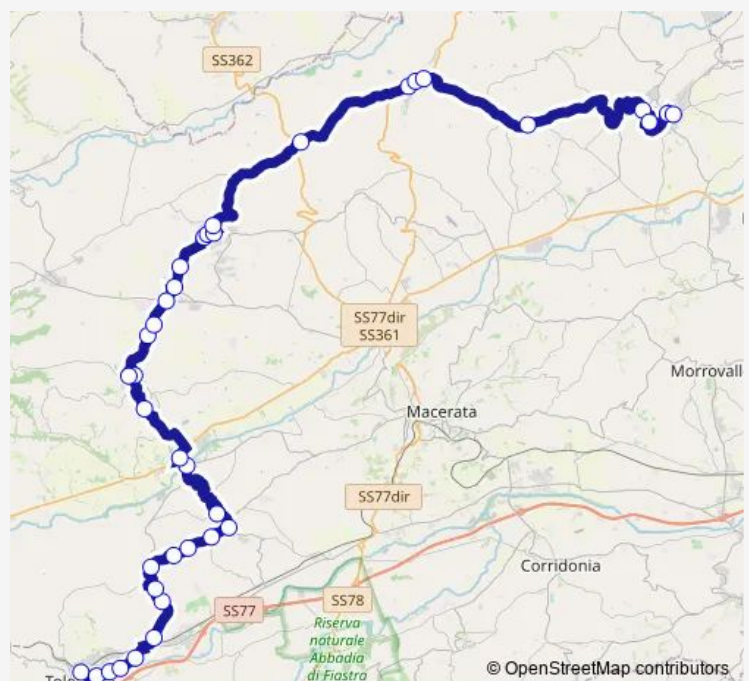 SS362
SS77dir
SS361
Morrovall
Macerata
SS77dir
Corridonia
SS77
SS78
Riserva
naturale
Abbadia
di Fiastra
© OpenStreetMap contributors